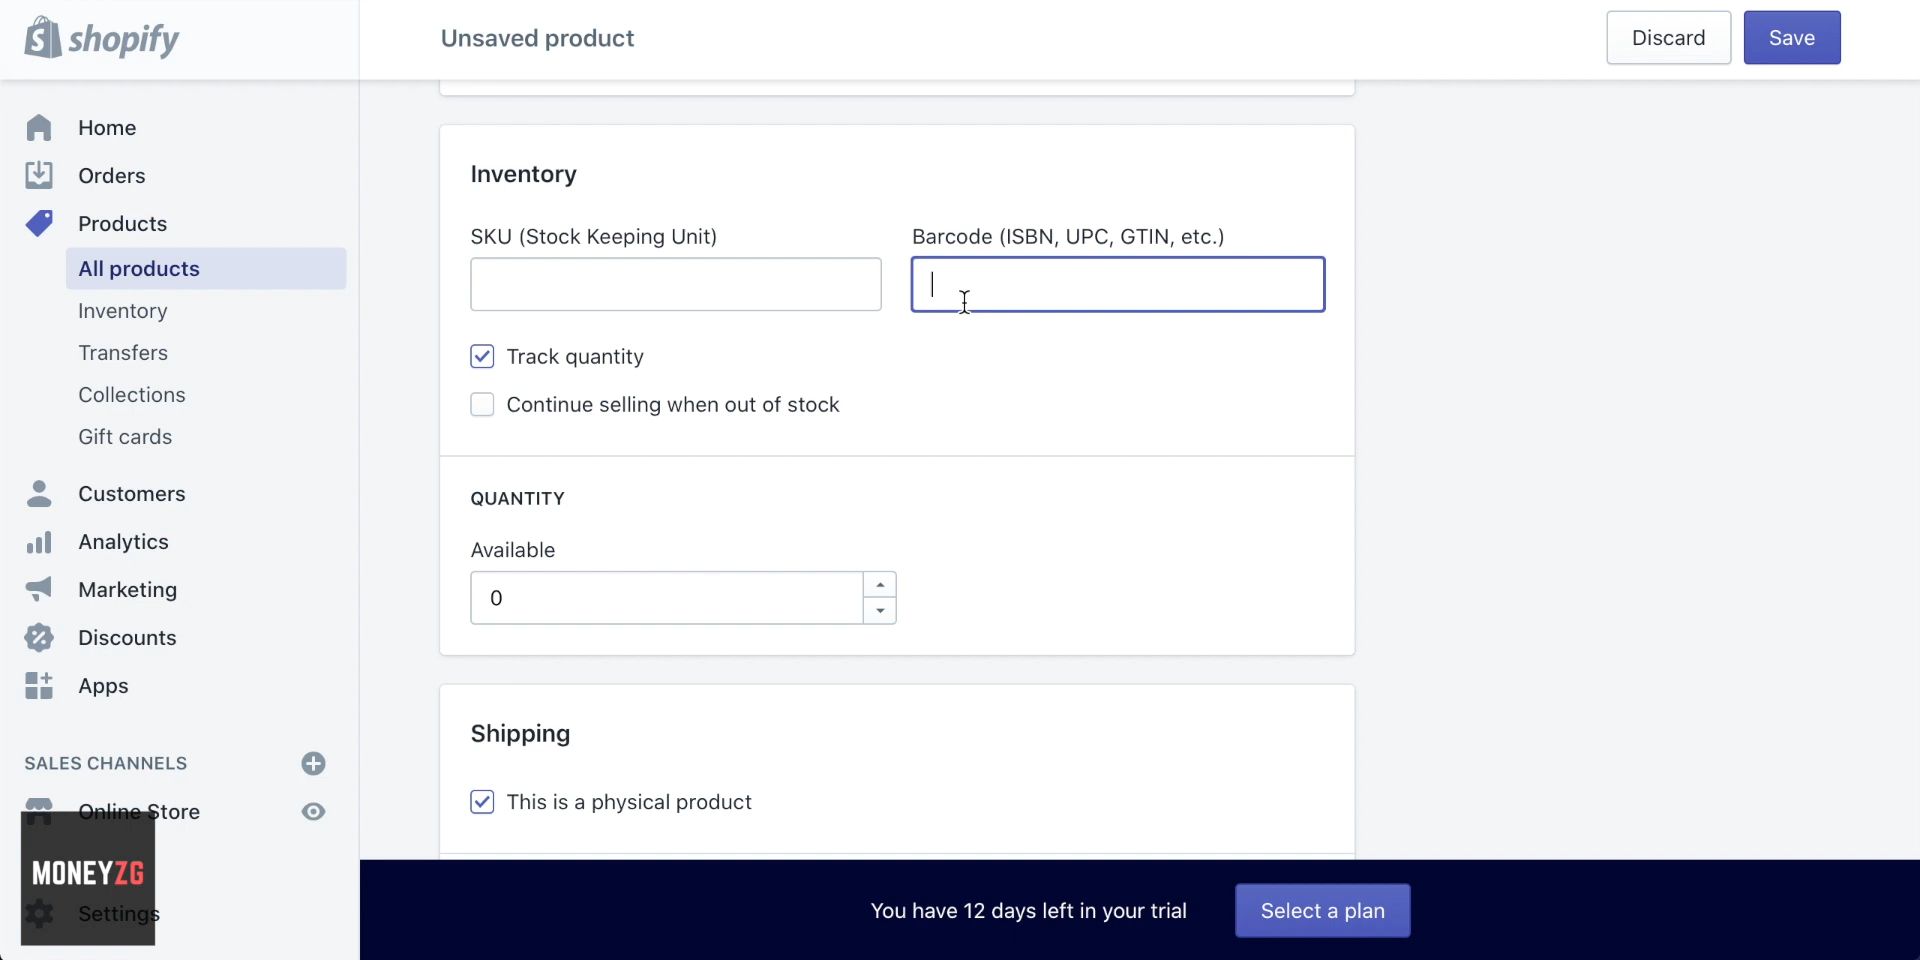 shopify
Unsaved product
Discard
Save
Home
Orders
Products
All products
Inventory
Transfers
Collections
Gift cards
Customers
Analytics
Marketing
Discounts
Apps
SALES CHANNELS
Online Store
MONEYZG
Settings
Inventory
SKU (Stock Keeping Unit)
Barcode (ISBN, UPC, GTIN, etc.)
Track quantity
Continue selling when out of stock
QUANTITY
Available
0
Shipping
This is a physical product
You have 12 days left in your trial
Select a plan